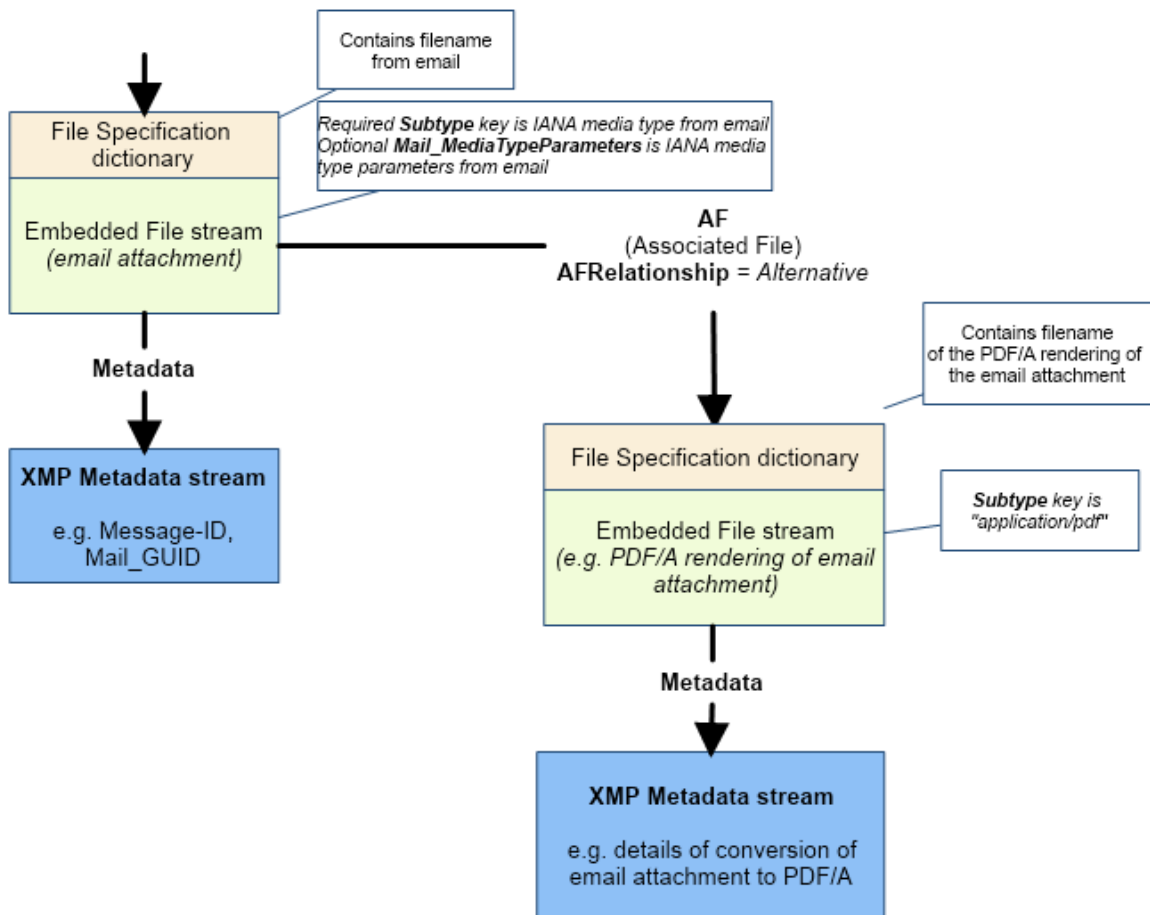 Contains filename
from email
File Specification
dictionary
Required Subtype key is IANA media type from email
Optional Mail_MediaTypeParameters is IANA media
type parameters from email
Embedded File stream
(email attachment)
AF
(Associated File)
AFRelationship = Alternative
Metadata
Contains filename
of the PDF/A rendering of
the email attachment
XMP Metadata stream
e.g. Message-ID,
Mail_GUID
File Specification dictionary
Subtype key is
"application/pdf"
Embedded File stream
(e.g. PDF/A rendering of email
attachment)
Metadata
XMP Metadata stream
e.g. details of conversion of
email attachment to PDF/A